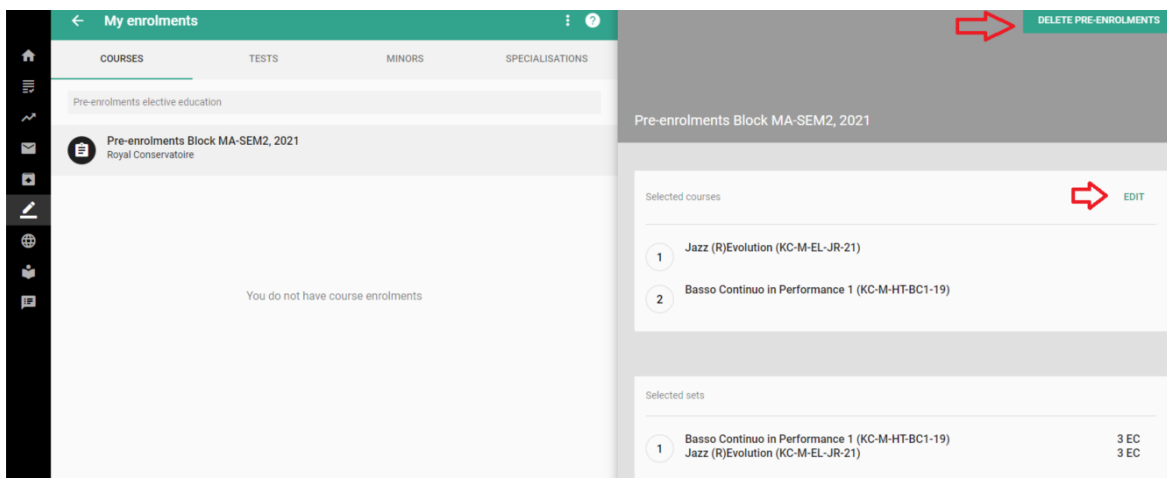 My enrolments
COURSES TESTS MINORS SPECIALISATIONS
Pre-enrolments elective education
Pre-enrolments Block MA-SEM2, 2021
Royal Conservatoire
You do not have course enrolments
DELETE PRE-ENROLMENTS
Pre-enrolments Block MA-SEM2, 2021
Selected courses EDIT
1 Jazz (R)Evolution (KC-M-EL-JR-21)
2 Basso Continuo in Performance 1 (KC-M-HT-BC1-19)
Selected sets
1 Basso Continuo in Performance 1 (KC-M-HT-BC1-19) 3 EC
Jazz (R)Evolution (KC-M-EL-JR-21) 3 EC